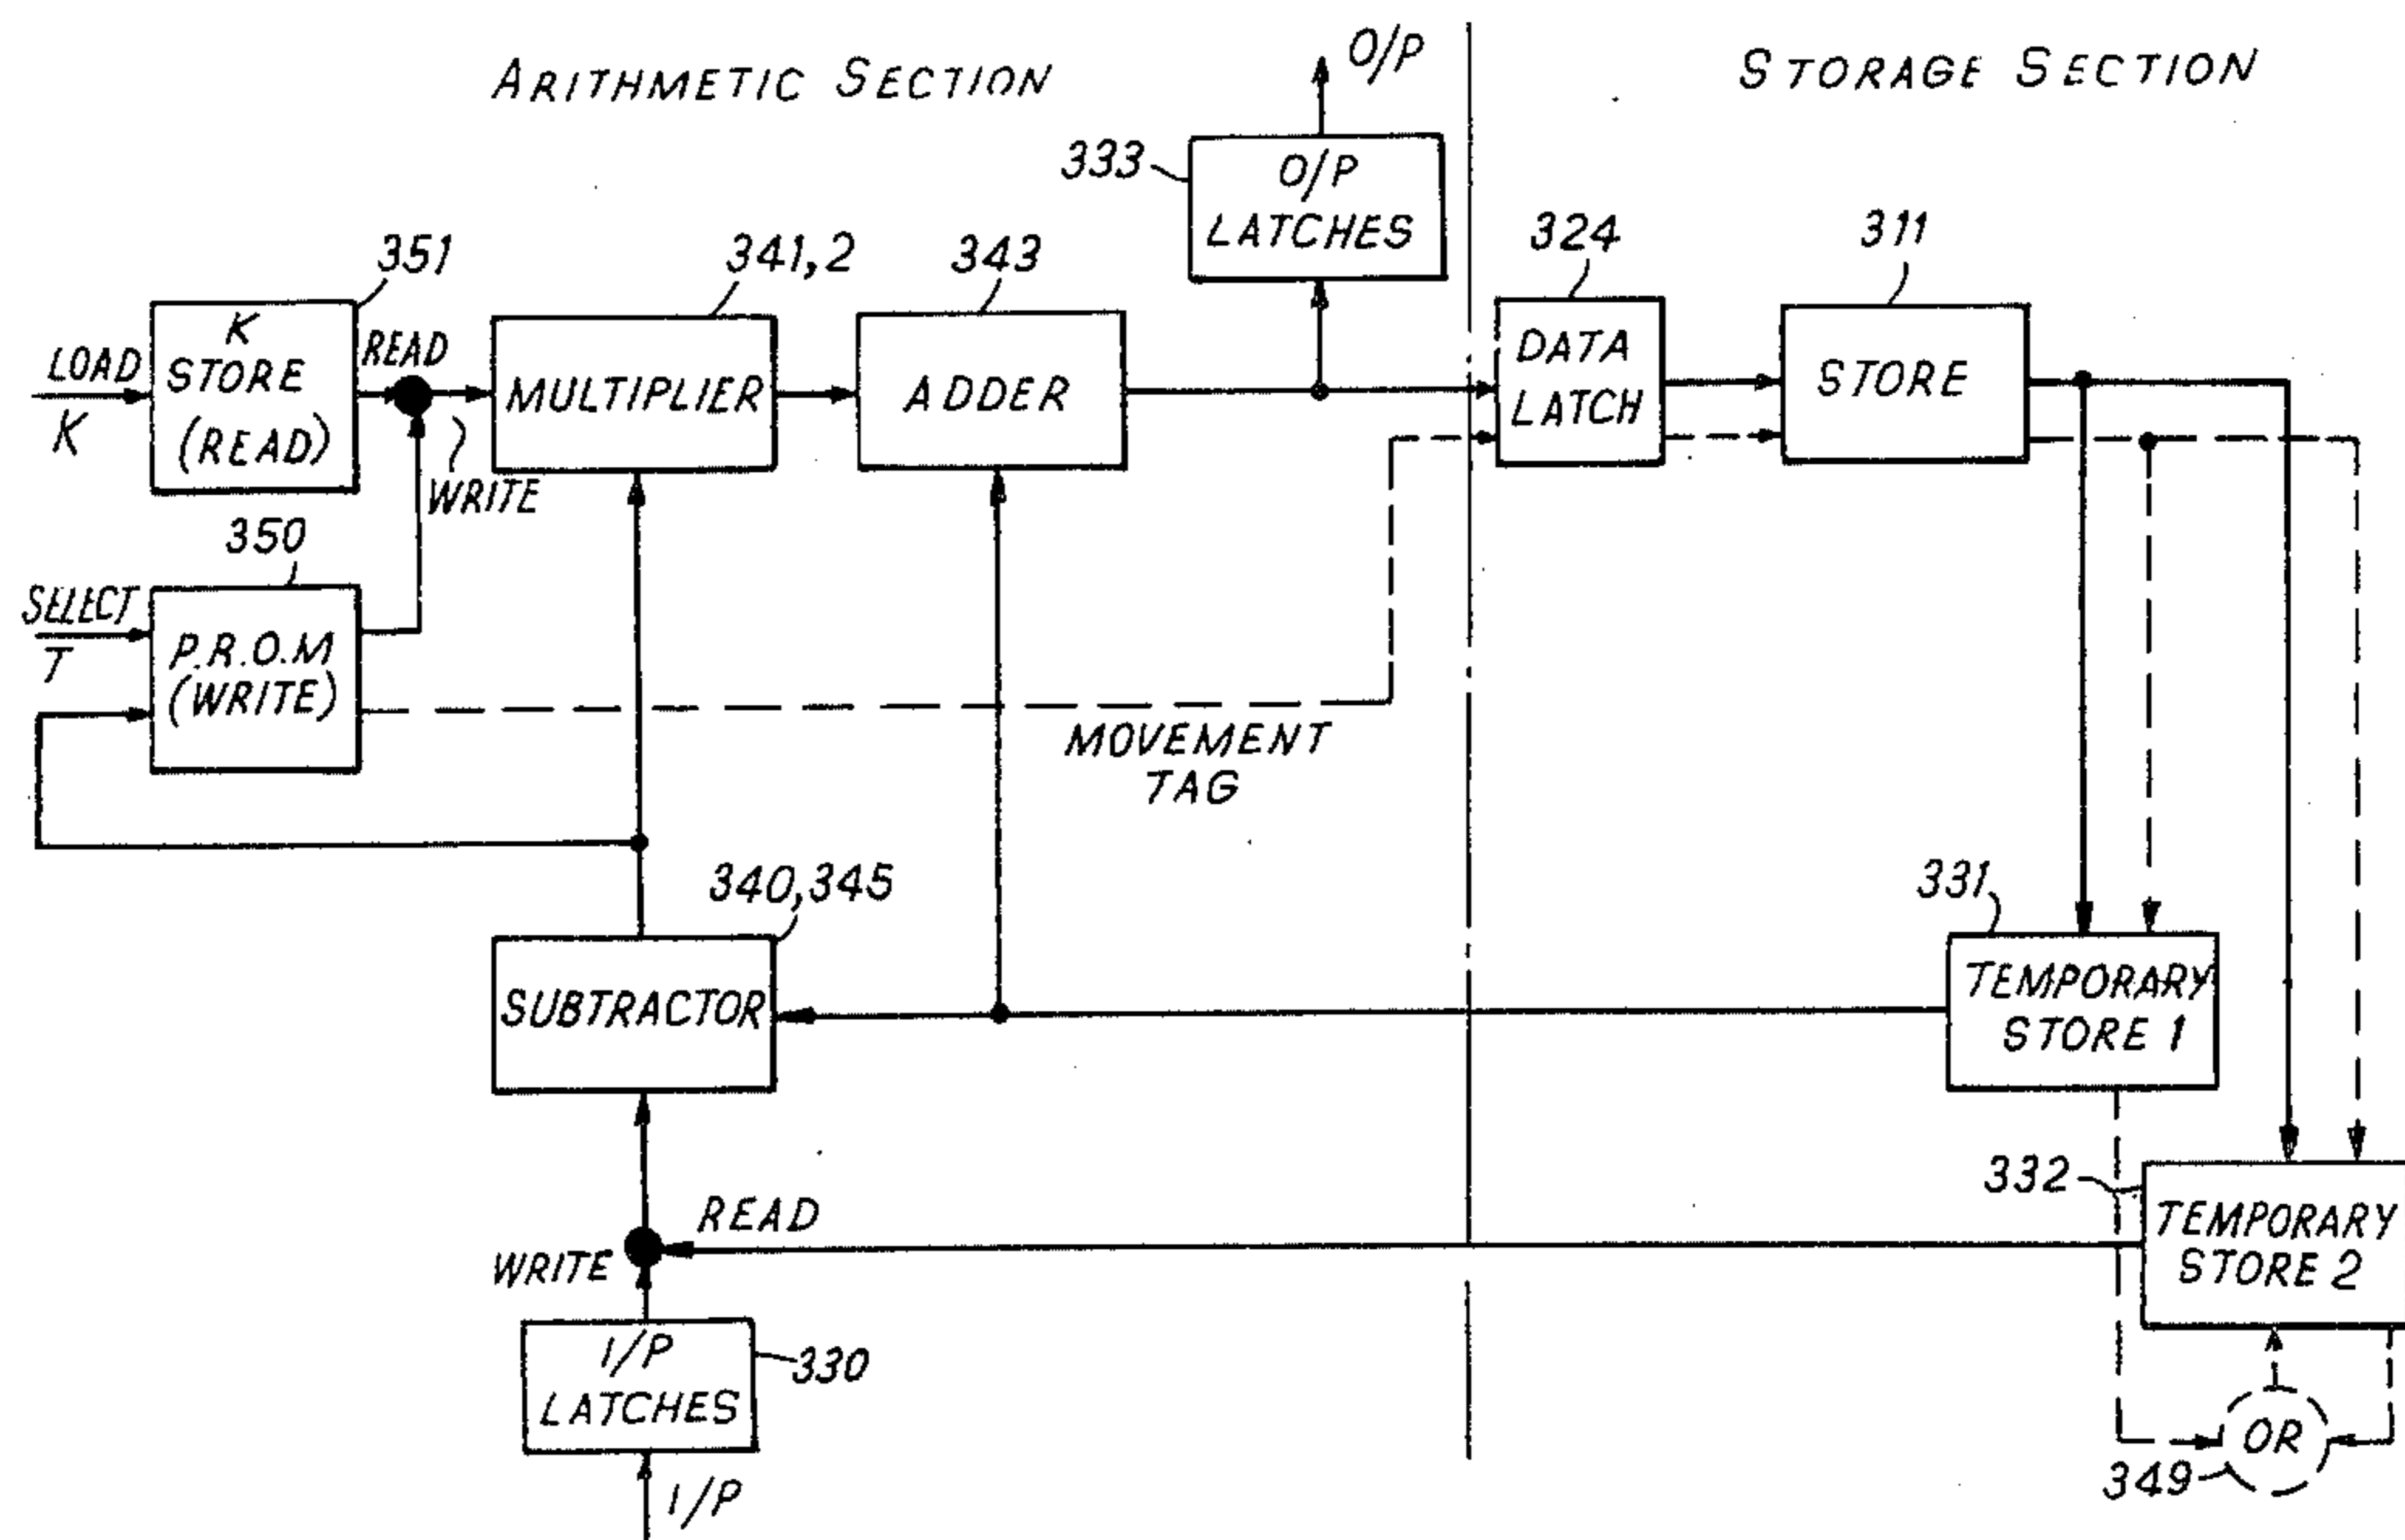 ARITHMETIC SECTION
O/P
STORAGE SECTION
333
O/P
LATCHES
351
341,2
343
324
311
LOAD
K
K
STORE
(READ)
READ
WRITE
MULTIPLIER
ADDER
DATA
LATCH
STORE
350
SELECT
T
P.R.O.M
(WRITE)
MOVEMENT
TAG
340,345
SUBTRACTOR
331
TEMPORARY
STORE 1
332
TEMPORARY
STORE 2
READ
WRITE
I/P
LATCHES
330
I/P
OR
349